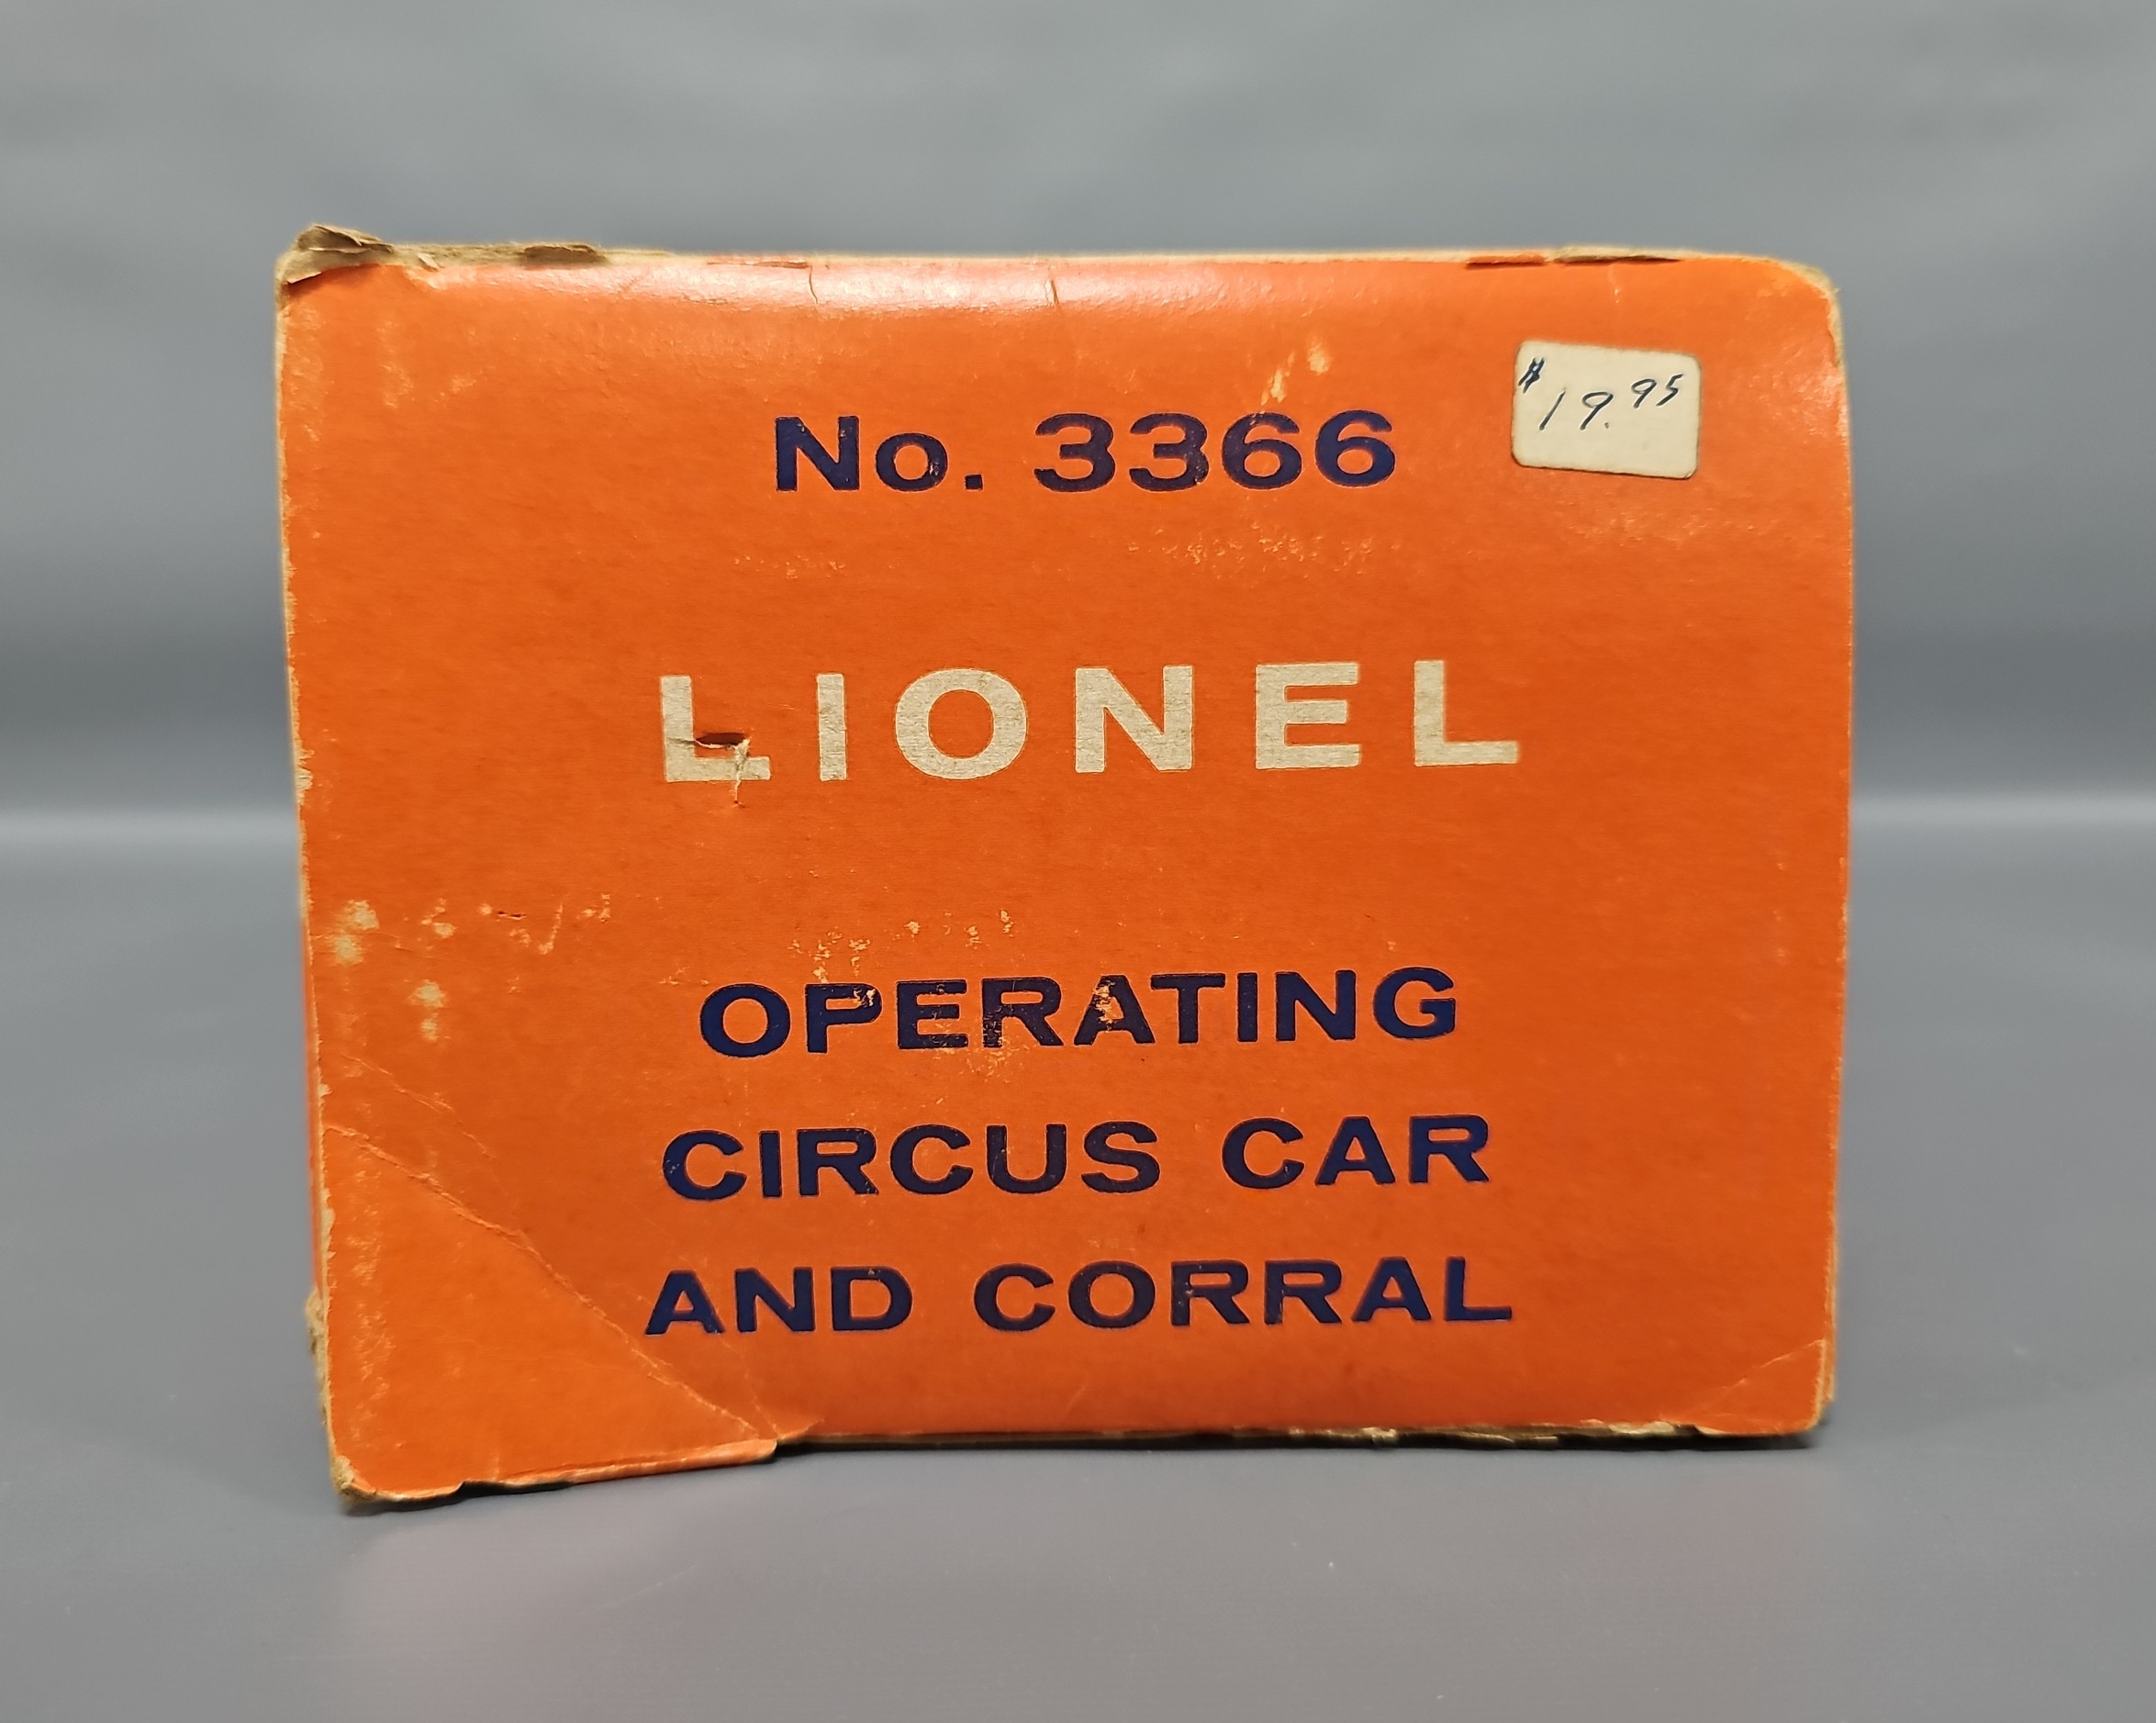 $19.95
No. 3366
LIONEL
OPERATING
CIRCUS CAR
AND CORRAL